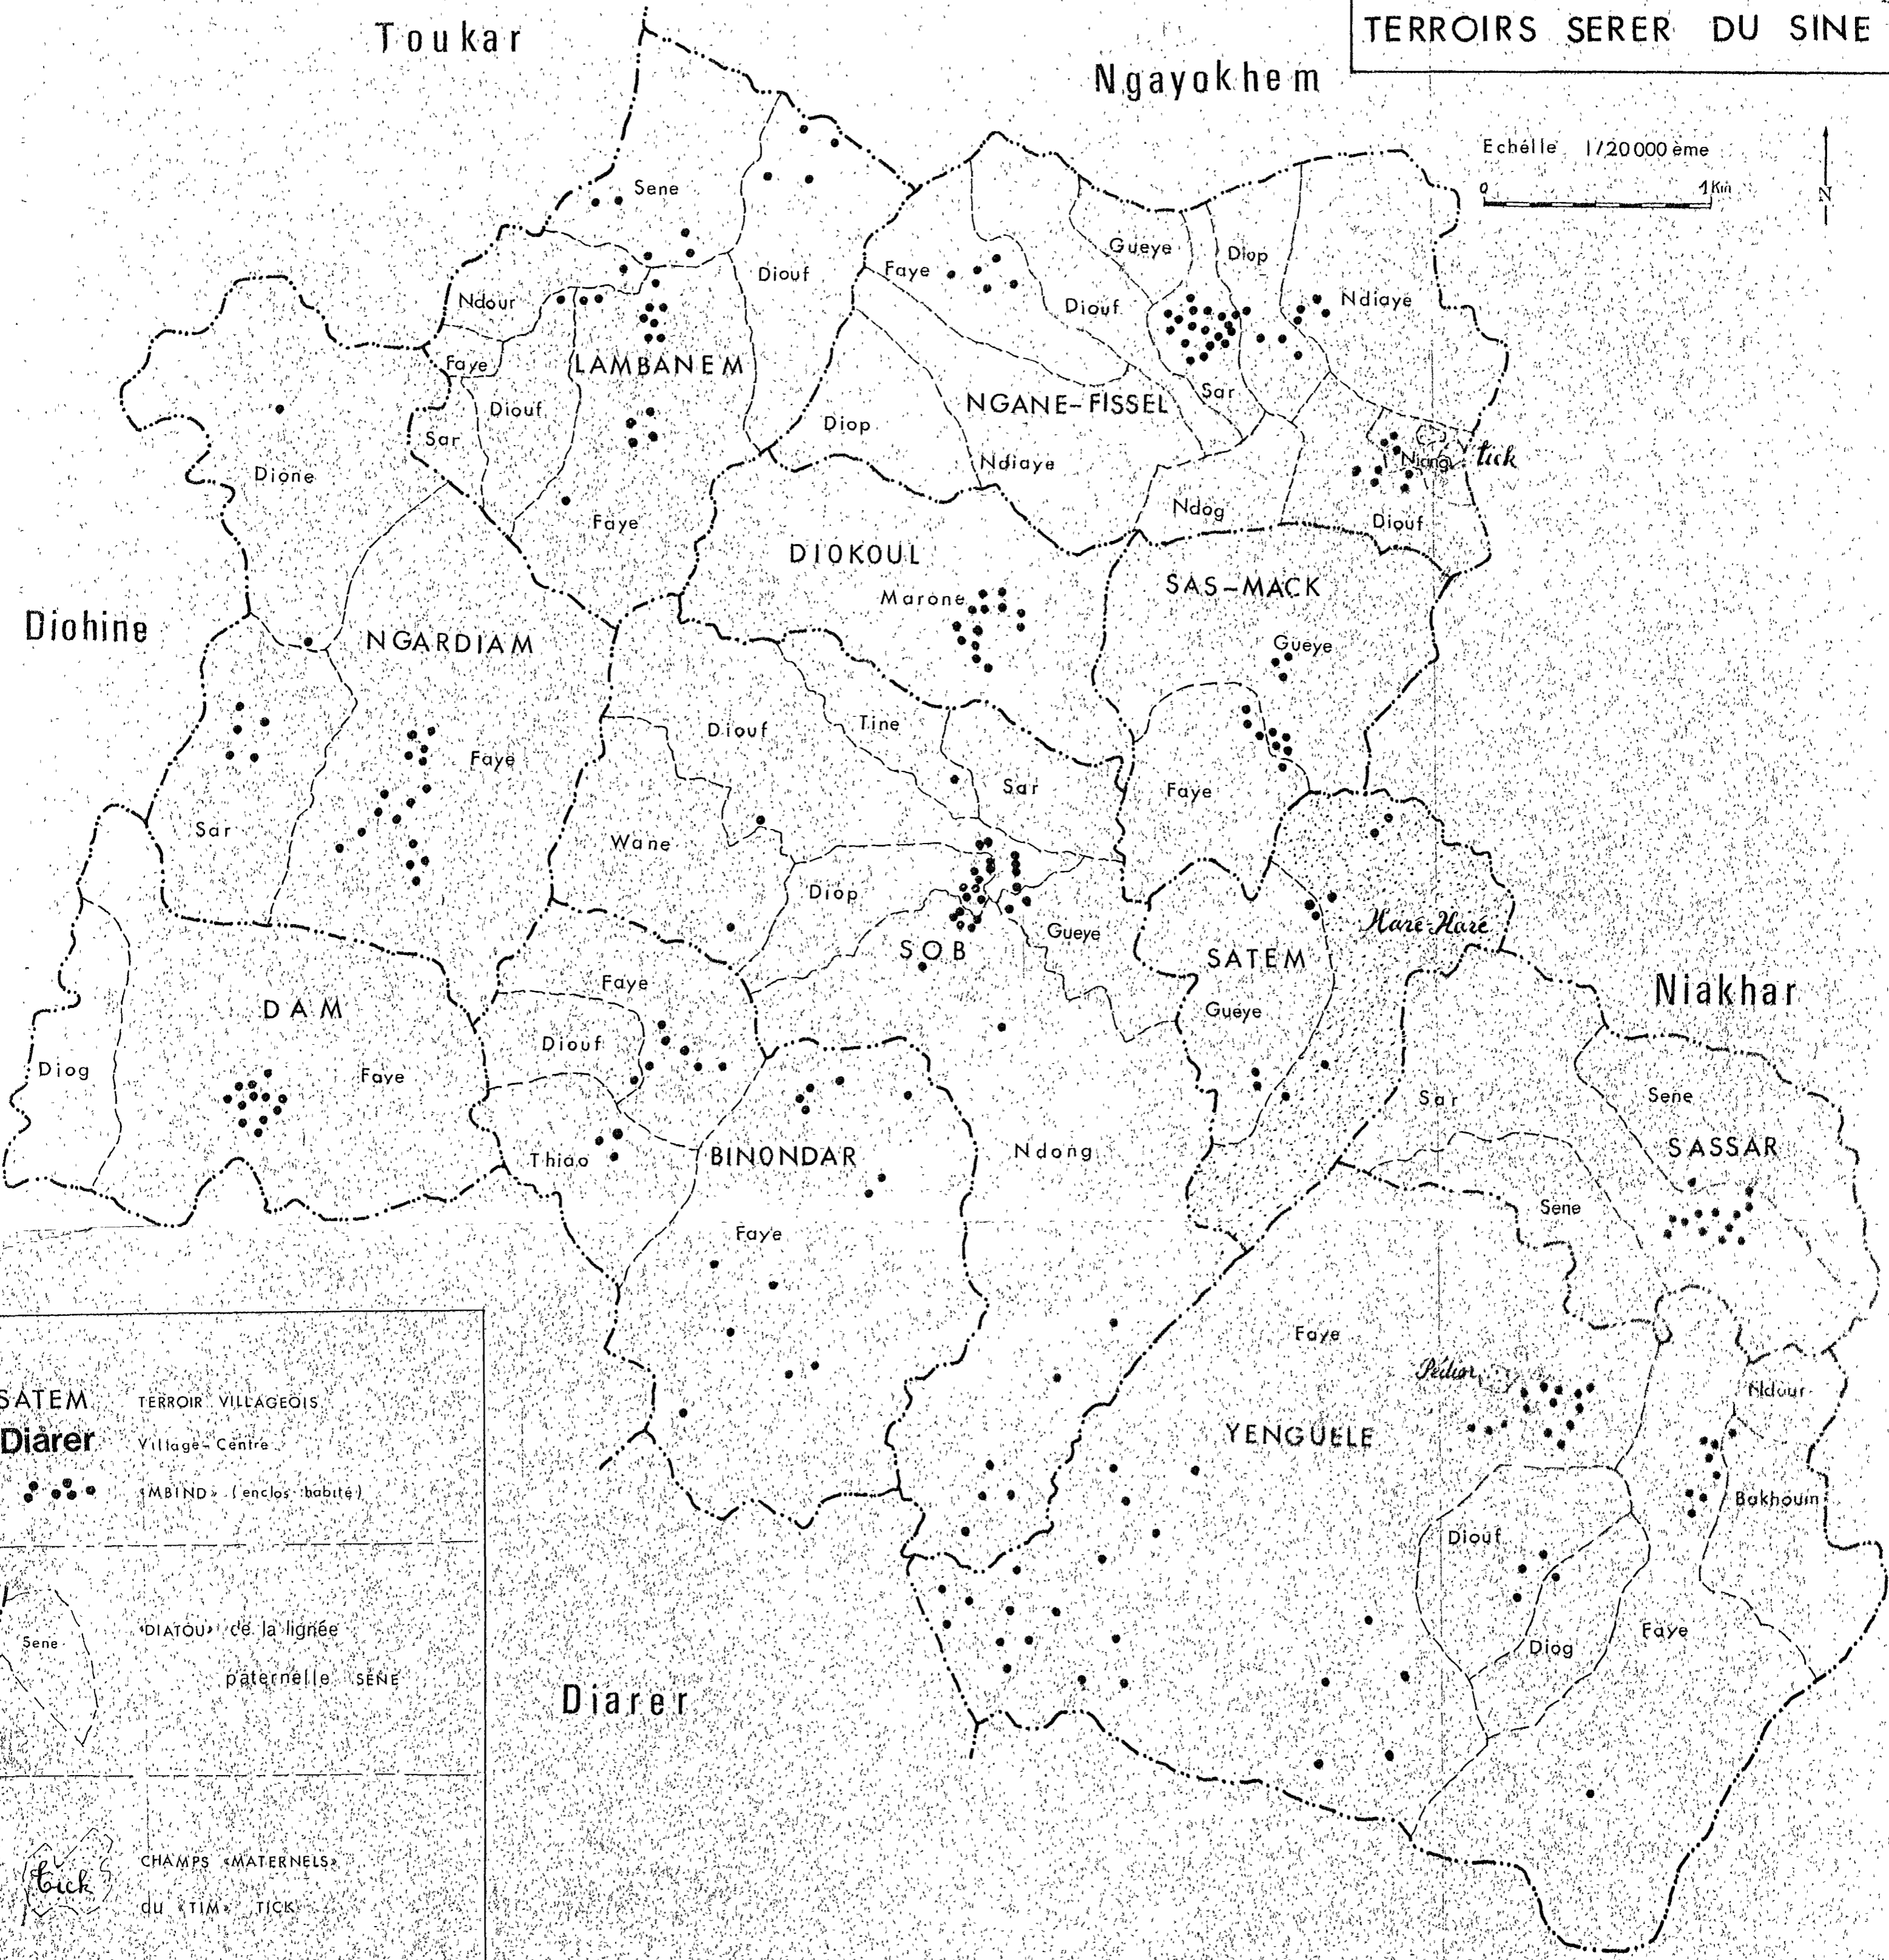 TERROIRS SERER DU SINE
Toukar
Ngayokhem
Echélle 1/20 000 ème
0 1 Km
N
Sene
Diouf
Faye
Gueye
Diop
Diouf
Ndiaye
Ndour
LAMBANEM
Faye
Diouf
Sar
NGANE-FISSEL
Sar
Diop
Ndiaye
Niang
tick
Dione
Faye
Ndog
Diouf
DIOKOUL
SAS-MACK
Marone
Diohine
NGARDIAM
Gueye
Diouf
Tine
Faye
Sar
Faye
Sar
Wane
Diop
Gueye
Haré-Haré
SOB
SATEM
Faye
Niakhar
DAM
Gueye
Diouf
Diog
Faye
Sar
Sene
Thiao
BINONDAR
Ndong
SASSAR
Sene
Faye
Faye
Ndour
YENGUELE
Bakhoum
Diouf
Diog
Faye
Diarer
SATEM TERROIR VILLAGEOIS
Diarer Village-Centre
«MBIND» (enclos habité)
Sene
«DIATOU» de la lignée
paternelle SENE
tick
CHAMPS «MATERNELS»
du «TIM» TICK